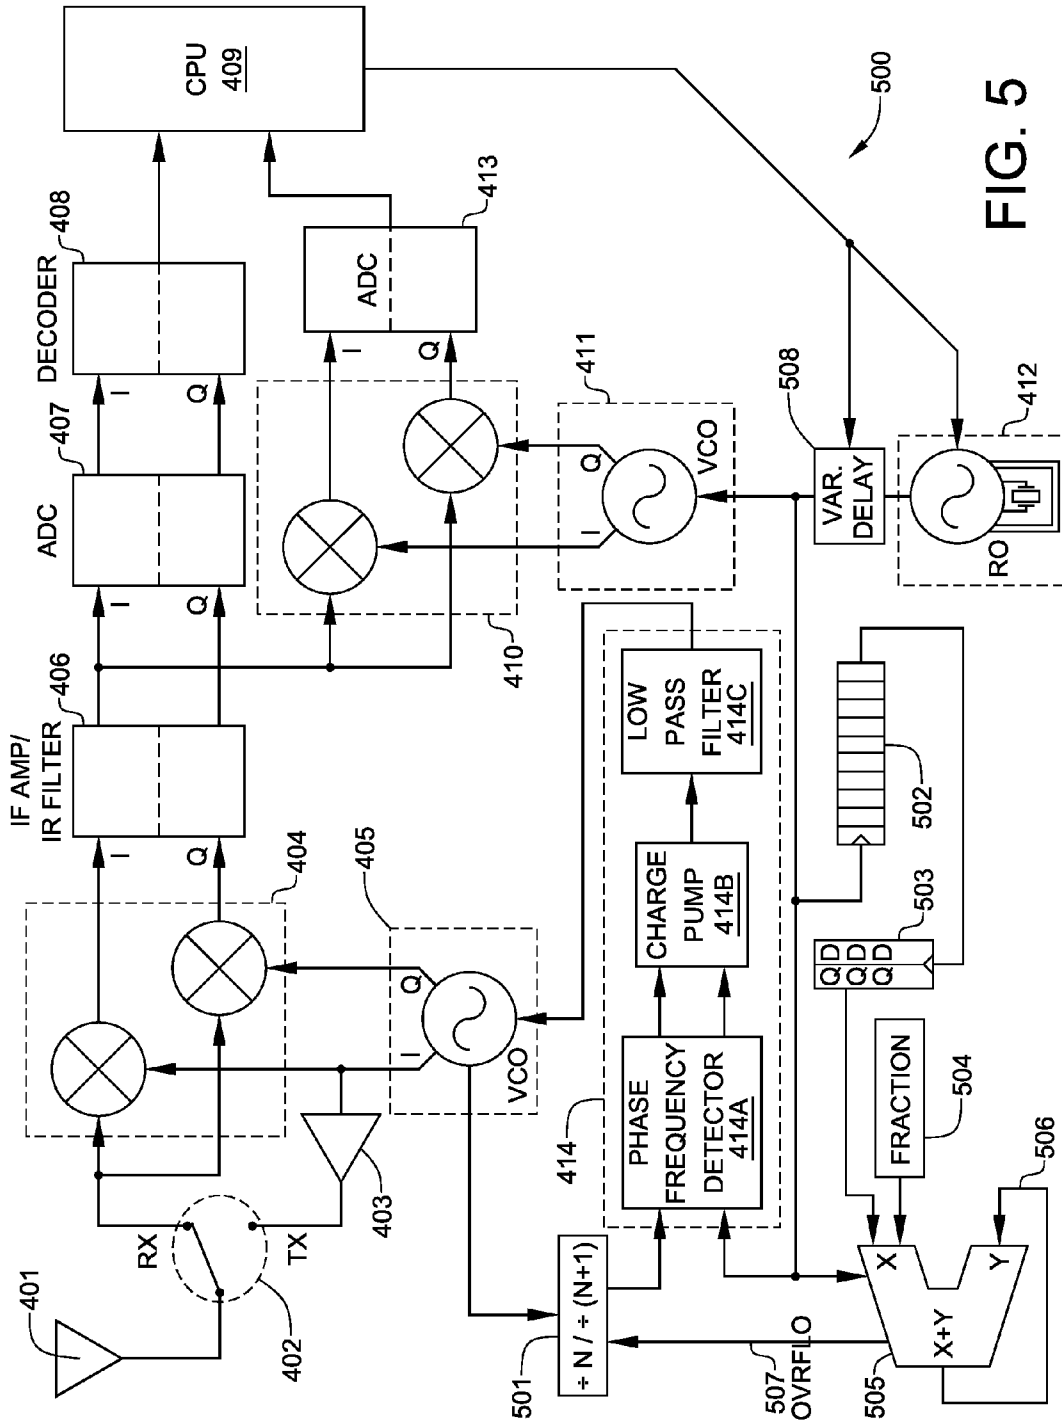 401
RX
TX
402
403
404
I
Q
IF AMP/
IR FILTER
406
I
Q
ADC
407
I
Q
DECODER
408
CPU
409
ADC
413
I
Q
410
411
I
Q
VCO
405
I
Q
VCO
414
PHASE
FREQUENCY
DETECTOR
414A
CHARGE
PUMP
414B
LOW
PASS
FILTER
414C
501
÷ N / ÷ (N+1)
507
OVRFLO
505
X+Y
X
Y
506
FRACTION
504
503
Q D
Q D
Q D
502
508
VAR.
DELAY
RO
412
500
FIG. 5